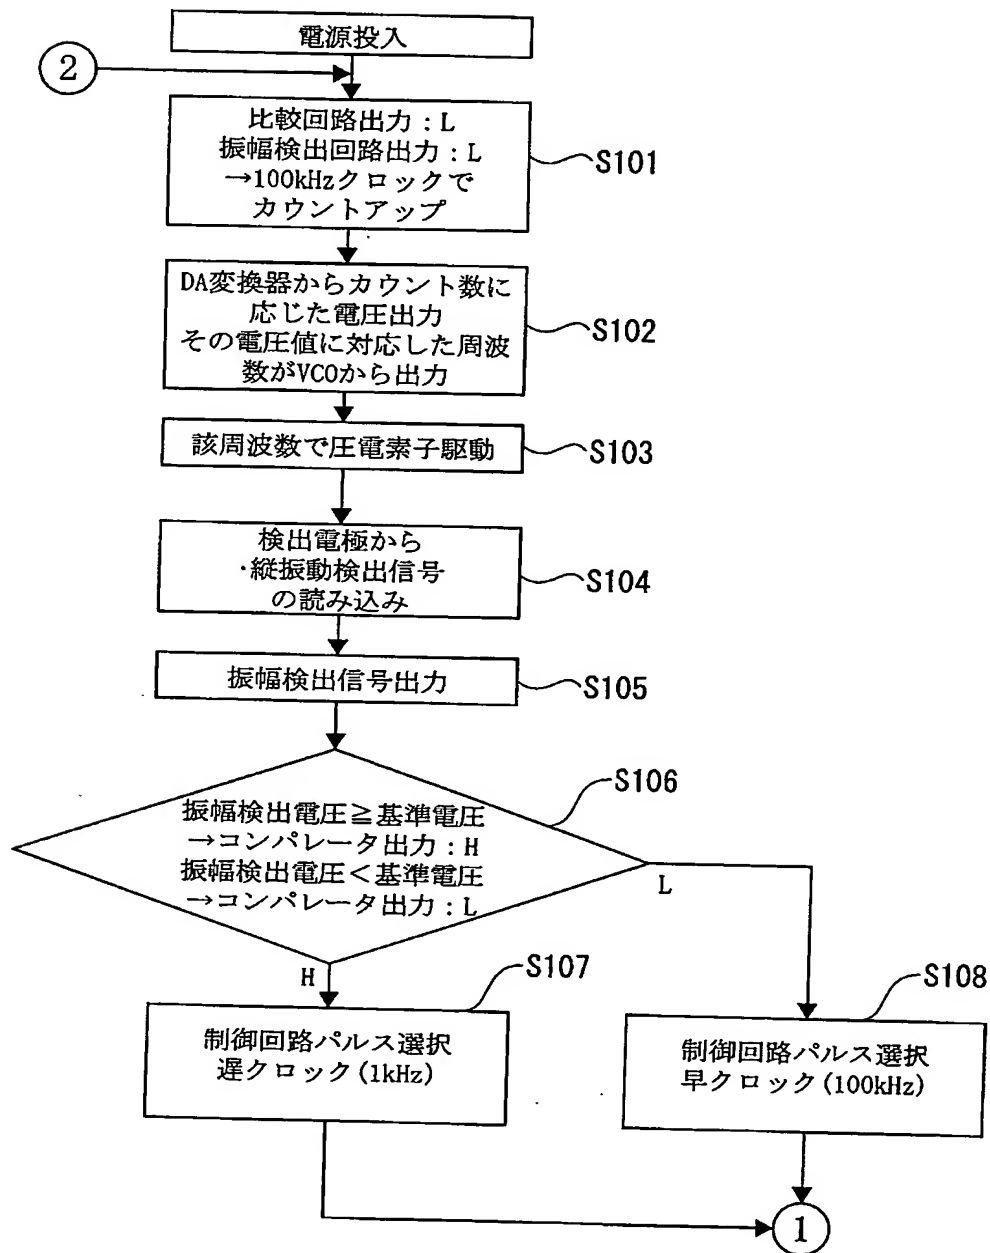 電源投入
②
比較回路出力:L
振幅検出回路出力:L
→100kHzクロックで
カウントアップ
S101
DA変換器からカウント数に
応じた電圧出力
その電圧値に対応した周波
数がVCOから出力
S102
該周波数で圧電素子駆動
S103
検出電極から
縦振動検出信号
の読み込み
S104
振幅検出信号出力
S105
S106
振幅検出電圧≧基準電圧
→コンパレータ出力:H
振幅検出電圧<基準電圧
→コンパレータ出力:L
L
H
S107
S108
制御回路パルス選択
遅クロック(1kHz)
制御回路パルス選択
早クロック(100kHz)
①